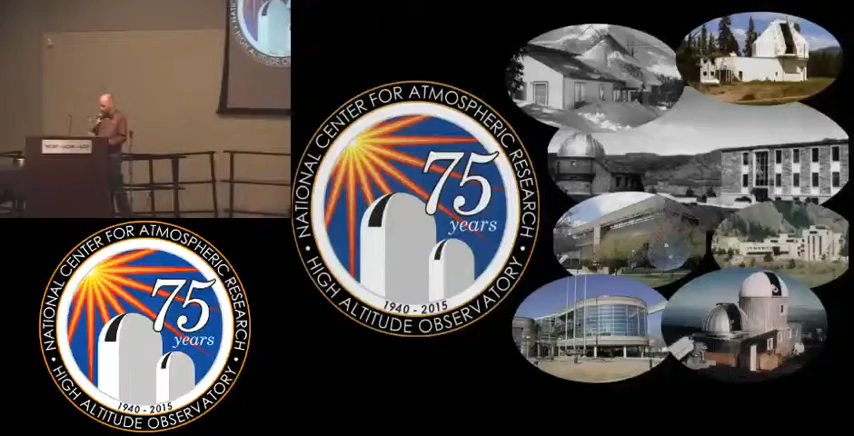 NATIONAL CENTER FOR ATMOSPHERIC RESEARCH
75
years
1940 - 2015
HIGH ALTITUDE OBSERVATORY
NATIONAL CENTER FOR ATMOSPHERIC RESEARCH
75
years
1940 - 2015
HIGH ALTITUDE OBSERVATORY